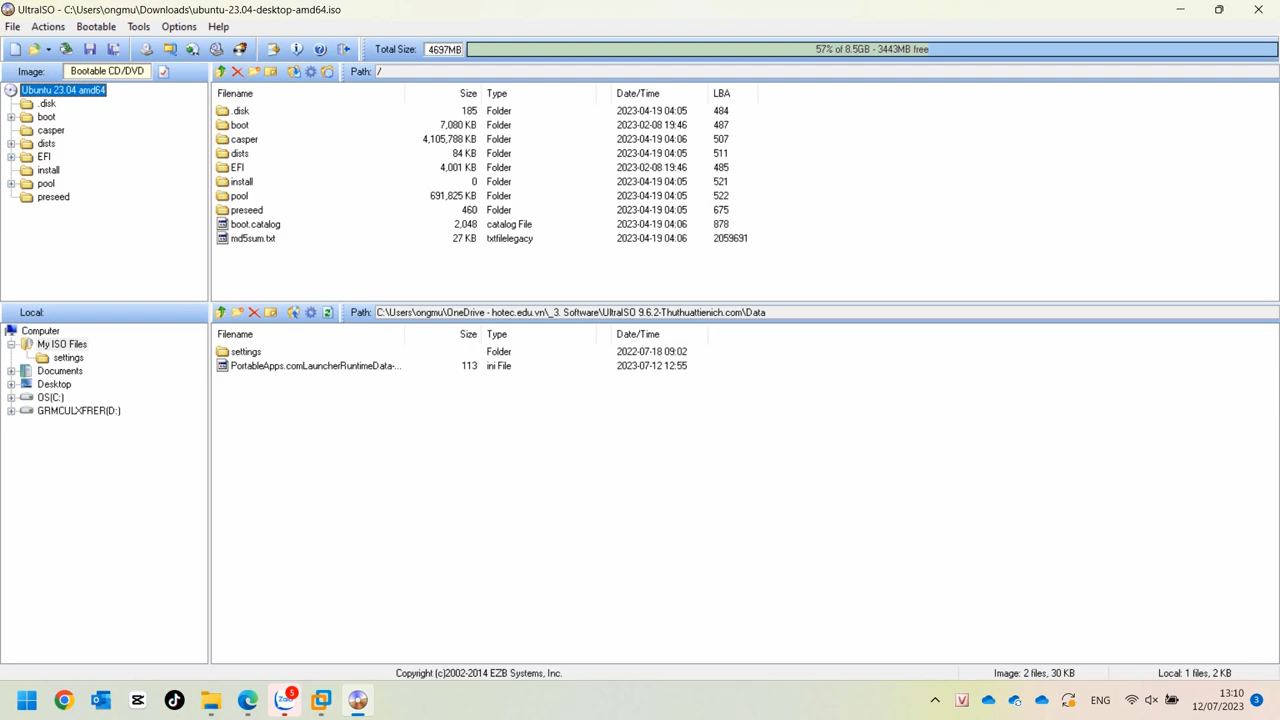 UltraISO - C:\Users\ongmu\Downloads\ubuntu-23.04-desktop-amd64.iso
File Actions Bootable Tools Options Help
Total Size: 4697MB 57% of 8.5GB - 3443MB free
Image: Bootable CD/DVD Path: /
Ubuntu 23.04 amd64
.disk
boot
casper
dists
EFI
install
pool
preseed
Filename Size Type Date/Time LBA
.disk 185 Folder 2023-04-19 04:05 484
boot 7,080 KB Folder 2023-02-08 19:46 487
casper 4,105,788 KB Folder 2023-04-19 04:06 507
dists 84 KB Folder 2023-04-19 04:05 511
EFI 4,001 KB Folder 2023-02-08 19:46 485
install 0 Folder 2023-04-19 04:05 521
pool 691,825 KB Folder 2023-04-19 04:05 522
preseed 460 Folder 2023-04-19 04:05 675
boot.catalog 2,048 catalog File 2023-04-19 04:06 878
md5sum.txt 27 KB txtfilelegacy 2023-04-19 04:06 2059691
Local: Path: C:\Users\ongmu\OneDrive - hotec.edu.vn\_3. Software\UltraISO 9.6.2-Thuthuattienich.com\Data
Computer
My ISO Files
settings
Documents
Desktop
OS(C:)
GRMCULXFRER(D:)
Filename Size Type Date/Time
settings Folder 2022-07-18 09:02
PortableApps.comLauncherRuntimeData-... 113 ini File 2023-07-12 12:55
Copyright (c)2002-2014 EZB Systems, Inc. Image: 2 files, 30 KB Local: 1 files, 2 KB
Zalo 5 V ENG 13:10
12/07/2023 3